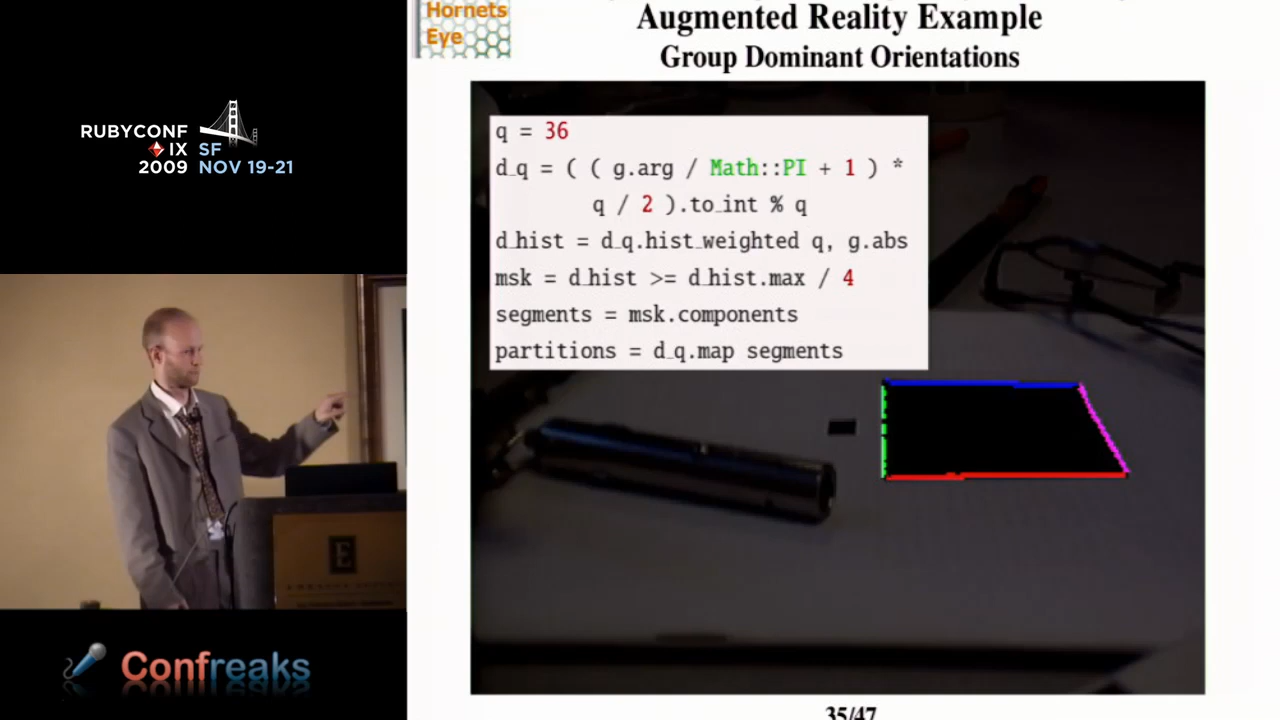 RUBYCONF
IX SF
2009 NOV 19-21
Confreaks
Hornets
Eye
Augmented Reality Example
Group Dominant Orientations
q = 36
d_q = ( ( g.arg / Math::PI + 1 ) *
q / 2 ).to_int % q
d_hist = d_q.hist_weighted q, g.abs
msk = d_hist >= d_hist.max / 4
segments = msk.components
partitions = d_q.map segments
35/47
E